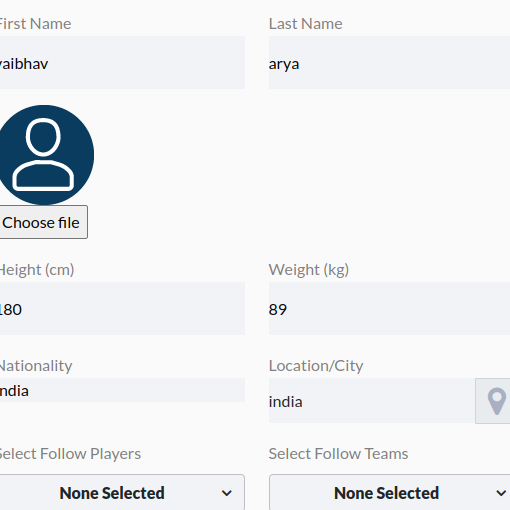 First Name
Last Name
vaibhav
arya
Choose file
Height (cm)
Weight (kg)
180
89
Nationality
Location/City
india
india
Select Follow Players
Select Follow Teams
None Selected
None Selected